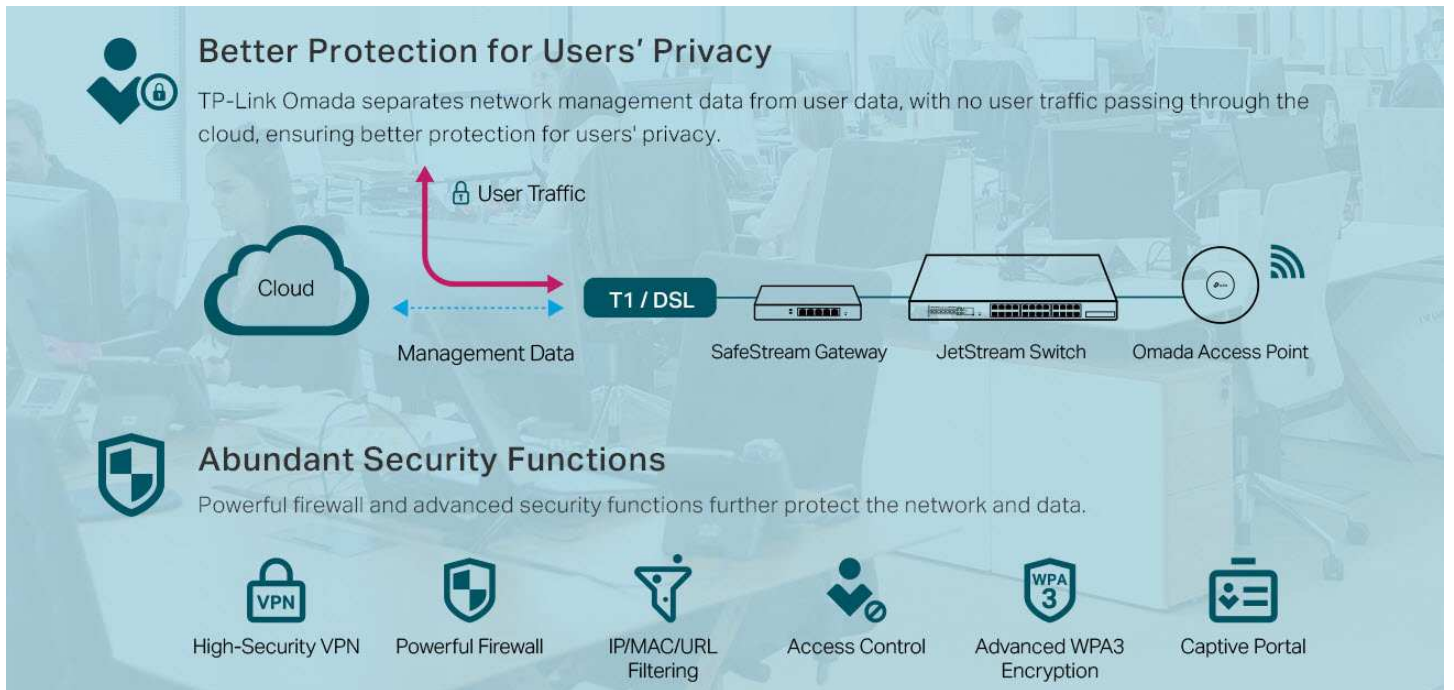 Better Protection for Users' Privacy
TP-Link Omada separates network management data from user data, with no user traffic passing through the
cloud, ensuring better protection for users' privacy.
User Traffic
Cloud
T1 / DSL
Management Data
SafeStream Gateway
JetStream Switch
Omada Access Point
Abundant Security Functions
Powerful firewall and advanced security functions further protect the network and data.
VPN
WPA
3
High-Security VPN
Powerful Firewall
IP/MAC/URL
Filtering
Access Control
Advanced WPA3
Encryption
Captive Portal